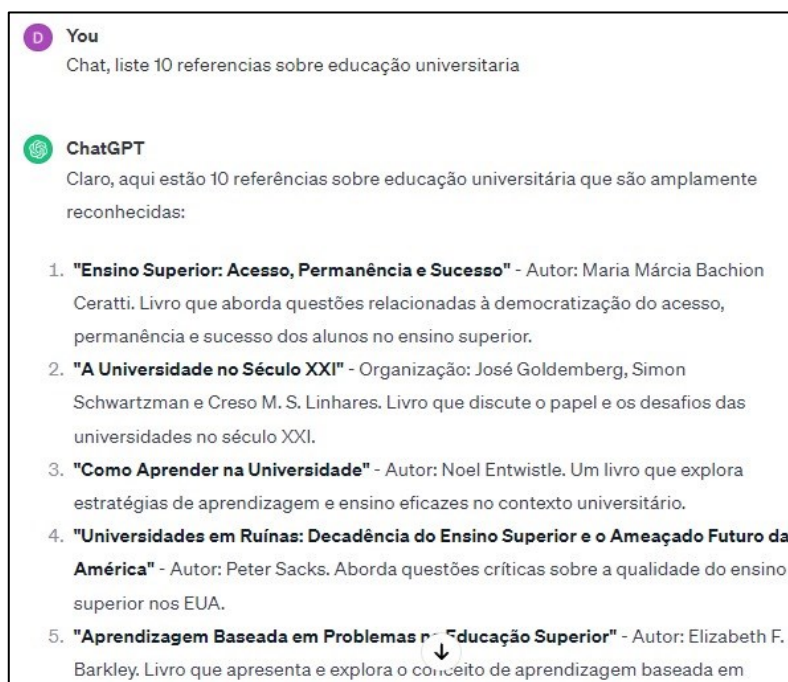 D You
Chat, liste 10 referencias sobre educação universitaria
ChatGPT
Claro, aqui estão 10 referências sobre educação universitária que são amplamente
reconhecidas:
1. "Ensino Superior: Acesso, Permanência e Sucesso" - Autor: Maria Márcia Bachion
Ceratti. Livro que aborda questões relacionadas à democratização do acesso,
permanência e sucesso dos alunos no ensino superior.
2. "A Universidade no Século XXI" - Organização: José Goldemberg, Simon
Schwartzman e Creso M. S. Linhares. Livro que discute o papel e os desafios das
universidades no século XXI.
3. "Como Aprender na Universidade" - Autor: Noel Entwistle. Um livro que explora
estratégias de aprendizagem e ensino eficazes no contexto universitário.
4. "Universidades em Ruínas: Decadência do Ensino Superior e o Ameaçado Futuro da
América" - Autor: Peter Sacks. Aborda questões críticas sobre a qualidade do ensino
superior nos EUA.
5. "Aprendizagem Baseada em Problemas na Educação Superior" - Autor: Elizabeth F.
Barkley. Livro que apresenta e explora o conceito de aprendizagem baseada em